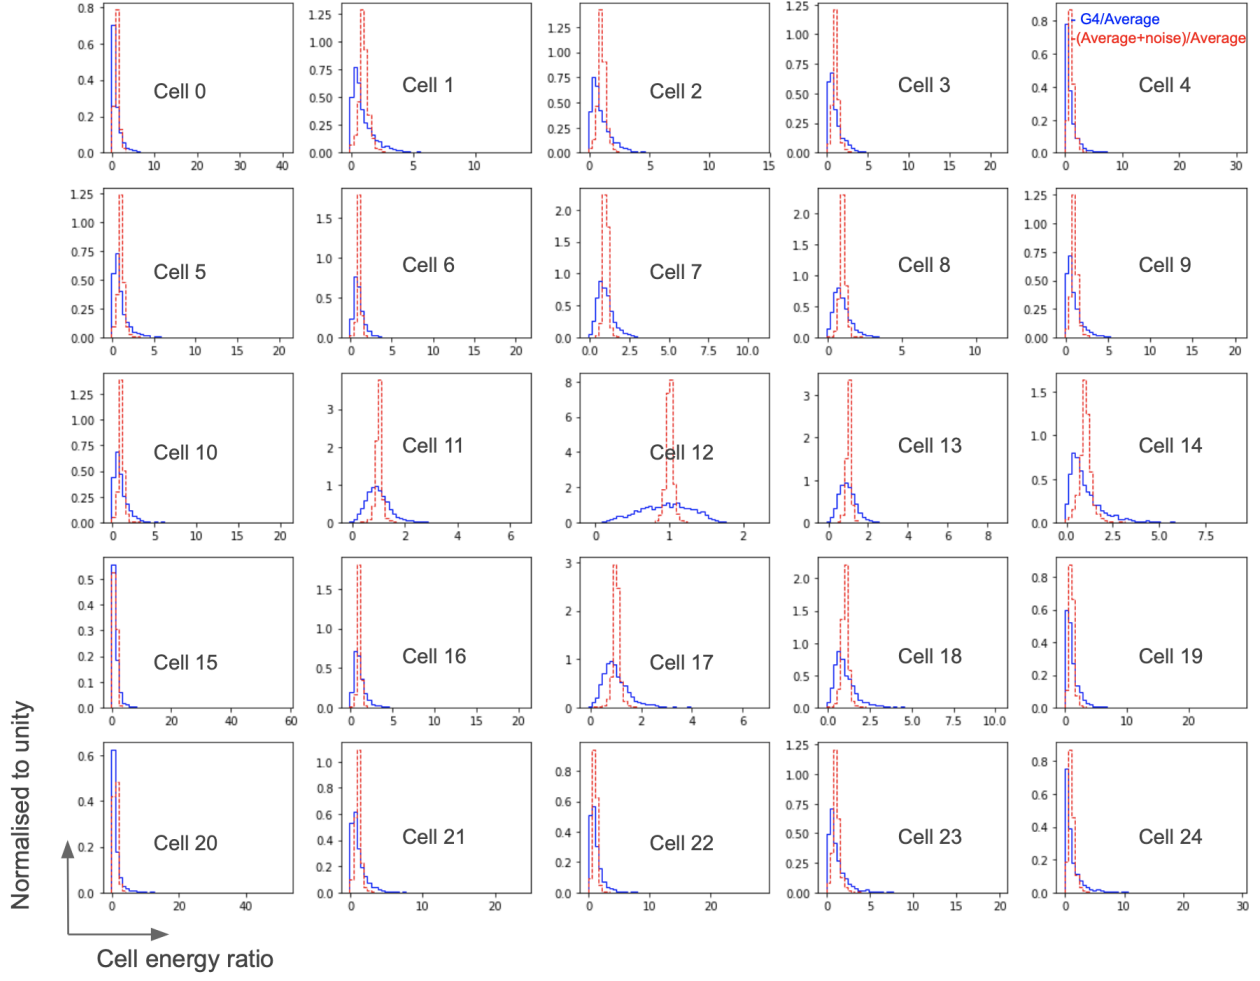 G4/Average
(Average+noise)/Average
Cell 0
Cell 1
Cell 2
Cell 3
Cell 4
0.8
0.6
0.4
0.2
0.0
0 10 20 30 40
1.25
1.00
0.75
0.50
0.25
0.00
0 5 10
1.50
1.25
1.00
0.75
0.50
0.25
0.00
0 5 10 15
1.25
1.00
0.75
0.50
0.25
0.00
0 5 10 15 20
0.8
0.6
0.4
0.2
0.0
0 10 20 30
Cell 5
Cell 6
Cell 7
Cell 8
Cell 9
1.25
1.00
0.75
0.50
0.25
0.00
0 5 10 15 20
1.5
1.0
0.5
0.0
0 5 10 15 20
2.0
1.5
1.0
0.5
0.0
0.0 2.5 5.0 7.5 10.0
2.0
1.5
1.0
0.5
0.0
0 5 10
1.25
1.00
0.75
0.50
0.25
0.00
0 5 10 15 20
Cell 10
Cell 11
Cell 12
Cell 13
Cell 14
1.25
1.00
0.75
0.50
0.25
0.00
0 5 10 15 20
3
2
1
0
0 2 4 6
8
6
4
2
0
0 1 2
3
2
1
0
0 2 4 6 8
1.5
1.0
0.5
0.0
0.0 2.5 5.0 7.5
Cell 15
Cell 16
Cell 17
Cell 18
Cell 19
0.5
0.4
0.3
0.2
0.1
0.0
0 20 40 60
1.5
1.0
0.5
0.0
0 5 10 15 20
3
2
1
0
0 2 4 6
2.0
1.5
1.0
0.5
0.0
0.0 2.5 5.0 7.5 10.0
0.8
0.6
0.4
0.2
0.0
0 10 20
Cell 20
Cell 21
Cell 22
Cell 23
Cell 24
0.6
0.4
0.2
0.0
0 20 40
1.0
0.8
0.6
0.4
0.2
0.0
0 10 20
0.8
0.6
0.4
0.2
0.0
0 10 20
1.25
1.00
0.75
0.50
0.25
0.00
0 5 10 15 20
0.8
0.6
0.4
0.2
0.0
0 10 20 30
Normalised to unity
Cell energy ratio